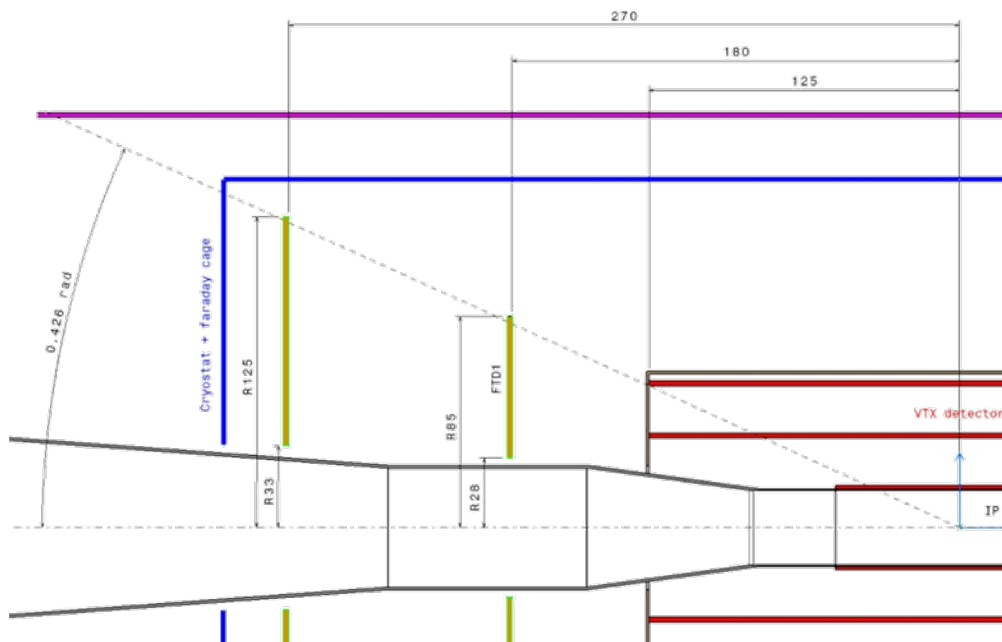 270
180
125
Cryostat + faraday cage
0.426 rad
R125
FTD1
R85
VTX detector
R33
R28
IP